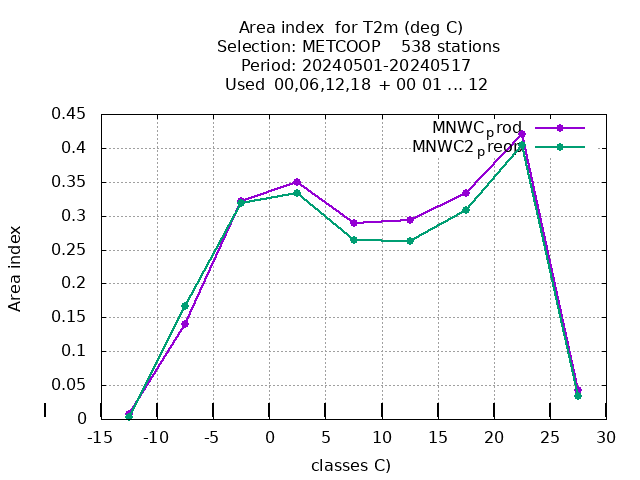 Area index for T2m (deg C)
Selection: METCOOP 538 stations
Period: 20240501-20240517
Used 00,06,12,18 + 00 01 ... 12
0.45
0.4
0.35
0.3
0.25
0.2
0.15
0.1
0.05
0
MNWCprod
MNWC2preop
Area index
-15 -10 -5 0 5 10 15 20 25 30
classes C)